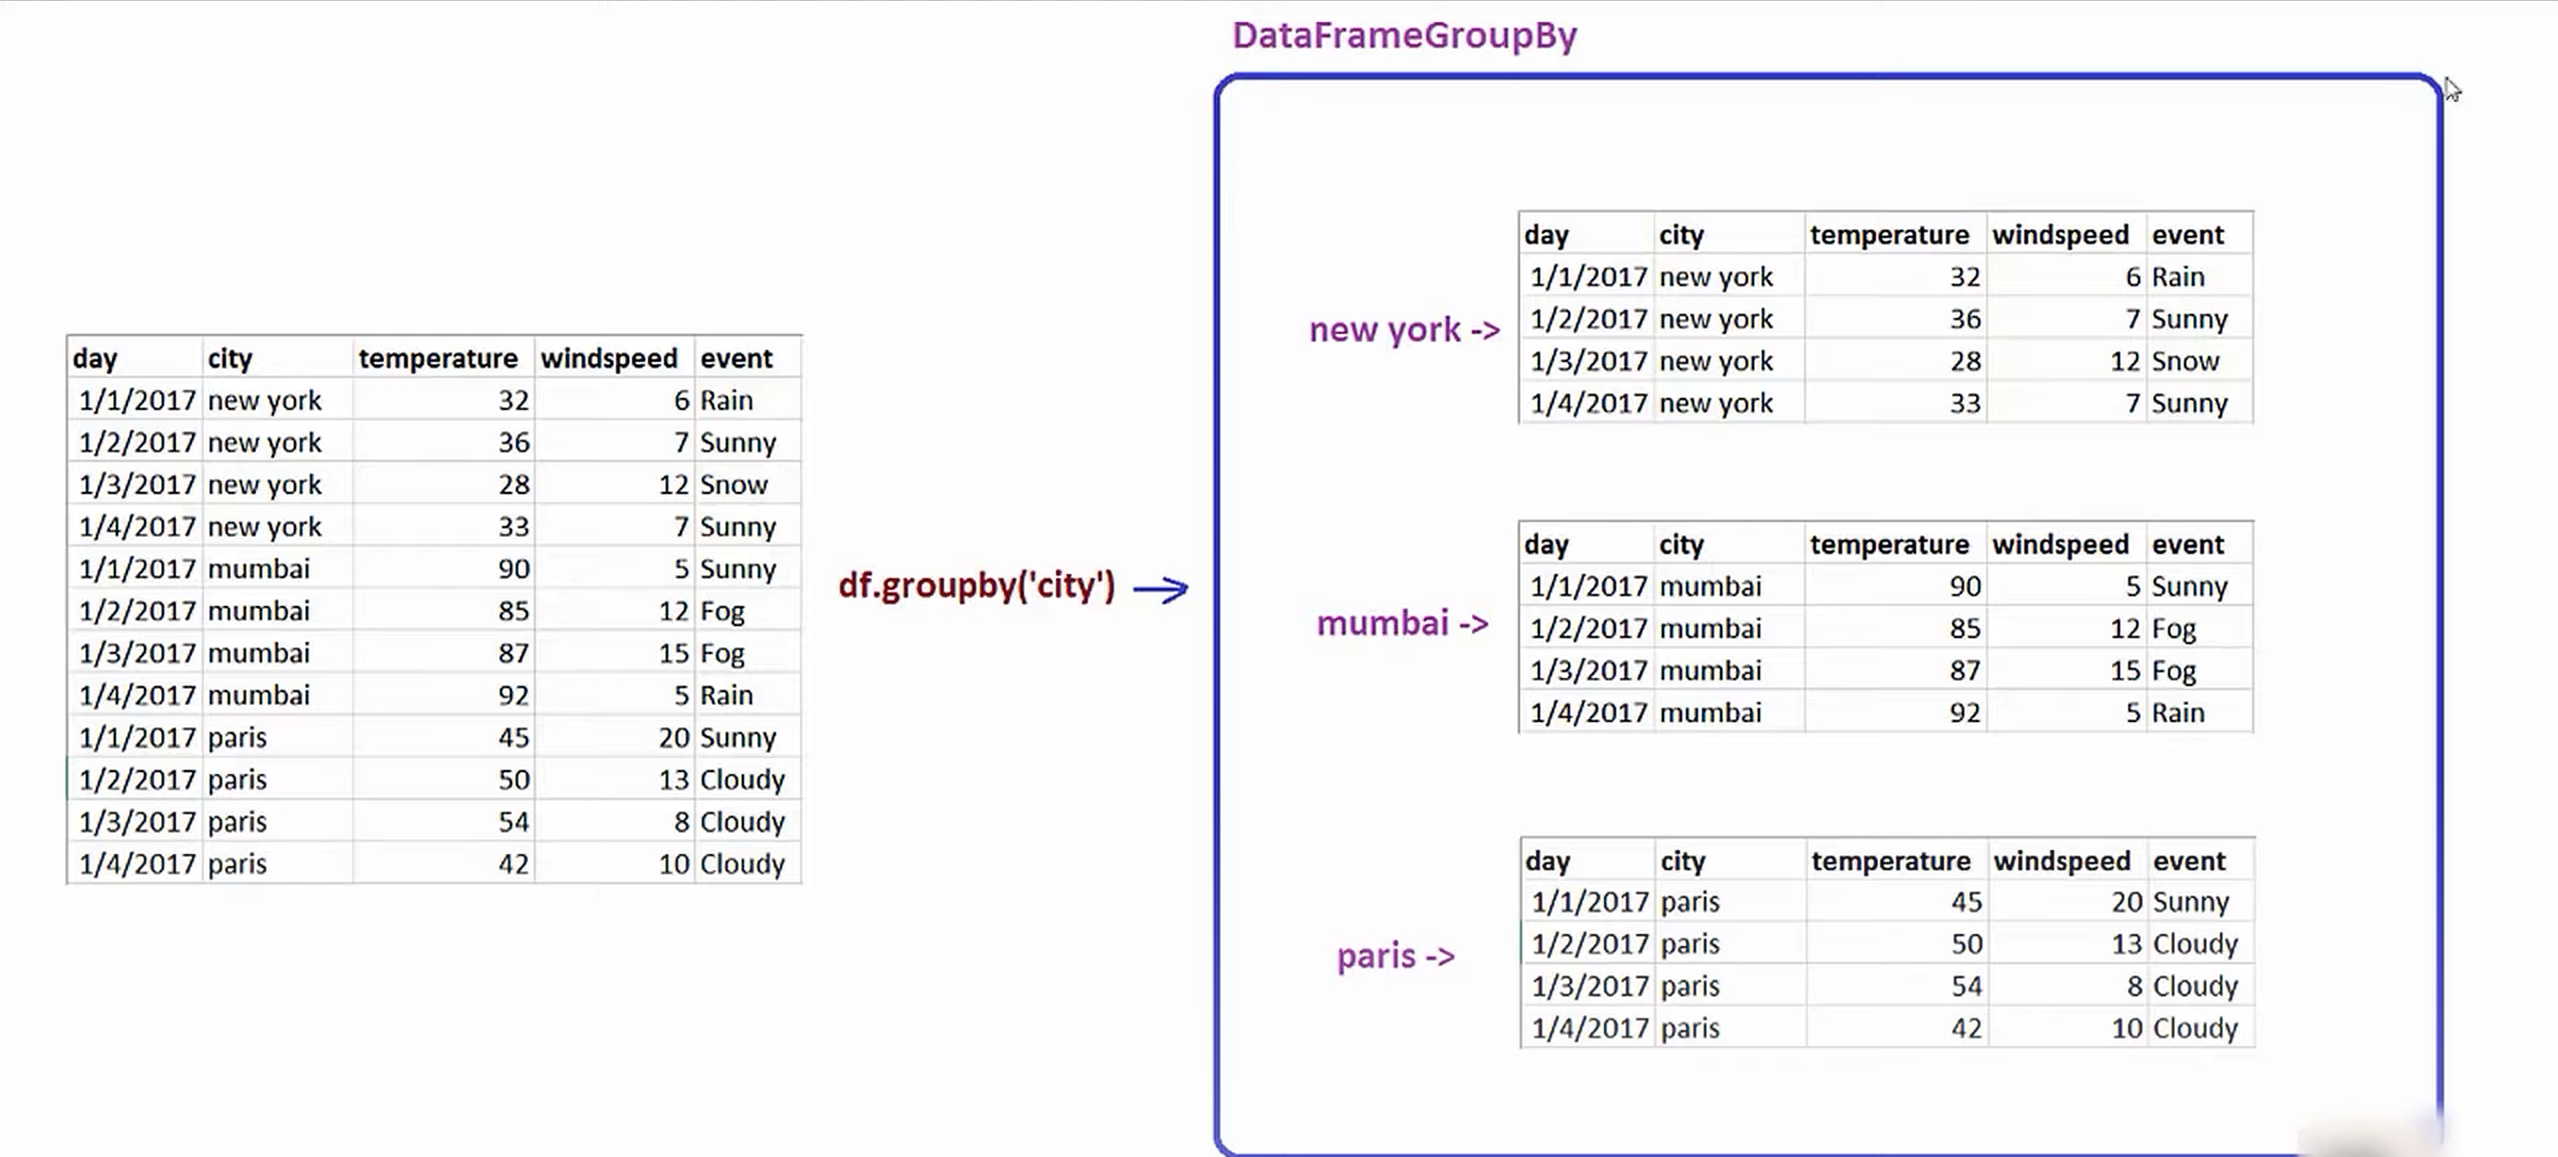 DataFrameGroupBy
day city temperature windspeed event
1/1/2017 new york 32 6 Rain
1/2/2017 new york 36 7 Sunny
1/3/2017 new york 28 12 Snow
1/4/2017 new york 33 7 Sunny
1/1/2017 mumbai 90 5 Sunny
1/2/2017 mumbai 85 12 Fog
1/3/2017 mumbai 87 15 Fog
1/4/2017 mumbai 92 5 Rain
1/1/2017 paris 45 20 Sunny
1/2/2017 paris 50 13 Cloudy
1/3/2017 paris 54 8 Cloudy
1/4/2017 paris 42 10 Cloudy
df.groupby('city')
new york ->
day city temperature windspeed event
1/1/2017 new york 32 6 Rain
1/2/2017 new york 36 7 Sunny
1/3/2017 new york 28 12 Snow
1/4/2017 new york 33 7 Sunny
mumbai ->
day city temperature windspeed event
1/1/2017 mumbai 90 5 Sunny
1/2/2017 mumbai 85 12 Fog
1/3/2017 mumbai 87 15 Fog
1/4/2017 mumbai 92 5 Rain
paris ->
day city temperature windspeed event
1/1/2017 paris 45 20 Sunny
1/2/2017 paris 50 13 Cloudy
1/3/2017 paris 54 8 Cloudy
1/4/2017 paris 42 10 Cloudy